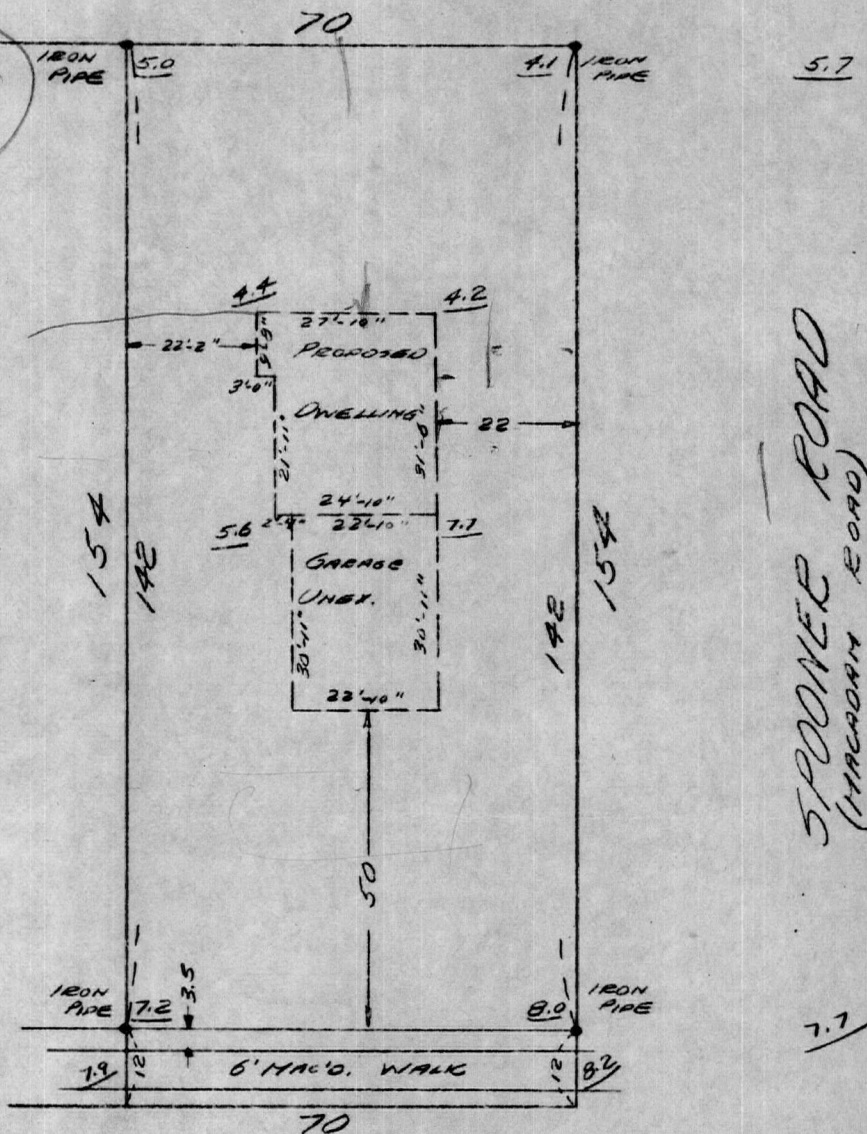 70
IRON
PIPE
5.0
4.1
IRON
PIPE
5.7
4.4
4.2
27'-10"
22'-2"
PROPOSED
3'-0"
DWELLING
22
21'-11"
31'-8"
24'-10"
5.6
22'-10"
7.7
GARAGE
UNEX.
154
142
142
154
30'-11"
30'-11"
22'-10"
SPOONER ROAD
(MACADAM ROAD)
50
IRON
PIPE
7.2
3.5
8.0
IRON
PIPE
7.7
7.9
12
6' MAC'D. WALK
12
8.2
70